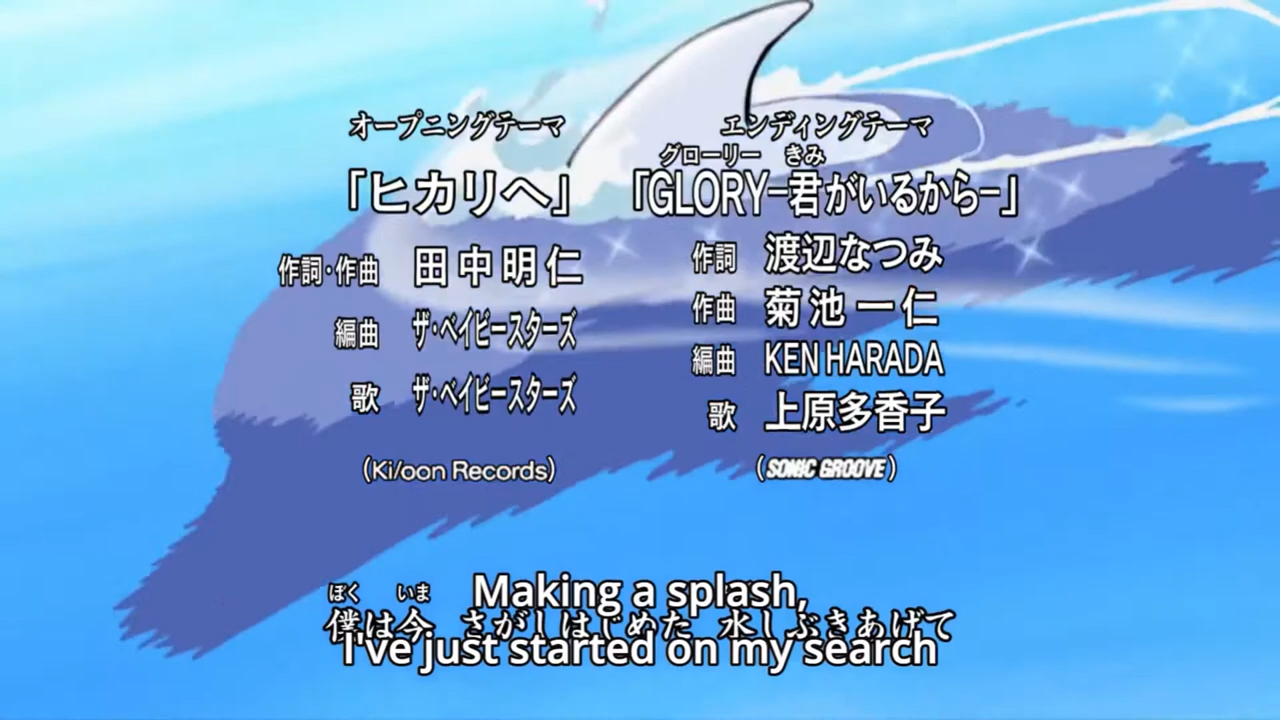 オープニングテーマ
「ヒカリへ」
作詞・作曲 田中明仁
編曲 ザ・ベイビースターズ
歌 ザ・ベイビースターズ
(Ki/oon Records)
エンディングテーマ
グローリー きみ
「GLORY−君がいるから−」
作詞 渡辺なつみ
作曲 菊池一仁
編曲 KEN HARADA
歌 上原多香子
(SONIC GROOVE)
ぼく いま
僕は今 さがしはじめた 水しぶきあげて
Making a splash,
I've just started on my search